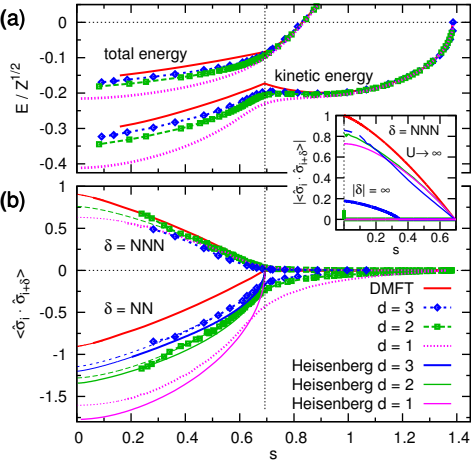 (a)
0
-0.1
-0.2
-0.3
-0.4
E / Z^{1/2}
total energy
kinetic energy
1
0.8
0.6
0.4
0.2
0
|<σ̂_i · σ̂_{i+δ}>|
δ = NNN
U→∞
|δ| = ∞
0.0
0.2
0.4
0.6
s
(b)
1
0.5
0
-0.5
-1
-1.5
<σ̂_i · σ̂_{i+δ}>
δ = NNN
δ = NN
DMFT
d = 3
d = 2
d = 1
Heisenberg d = 3
Heisenberg d = 2
Heisenberg d = 1
0
0.2
0.4
0.6
0.8
1
1.2
1.4
s